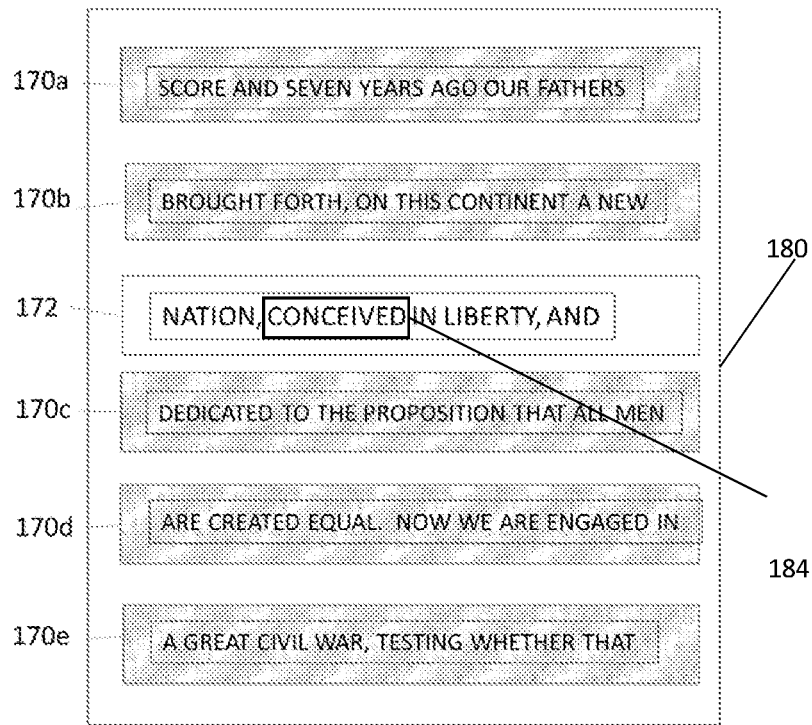 170a SCORE AND SEVEN YEARS AGO OUR FATHERS
170b BROUGHT FORTH, ON THIS CONTINENT A NEW
180
172 NATION, CONCEIVED IN LIBERTY, AND
170c DEDICATED TO THE PROPOSITION THAT ALL MEN
170d ARE CREATED EQUAL. NOW WE ARE ENGAGED IN
184
170e A GREAT CIVIL WAR, TESTING WHETHER THAT